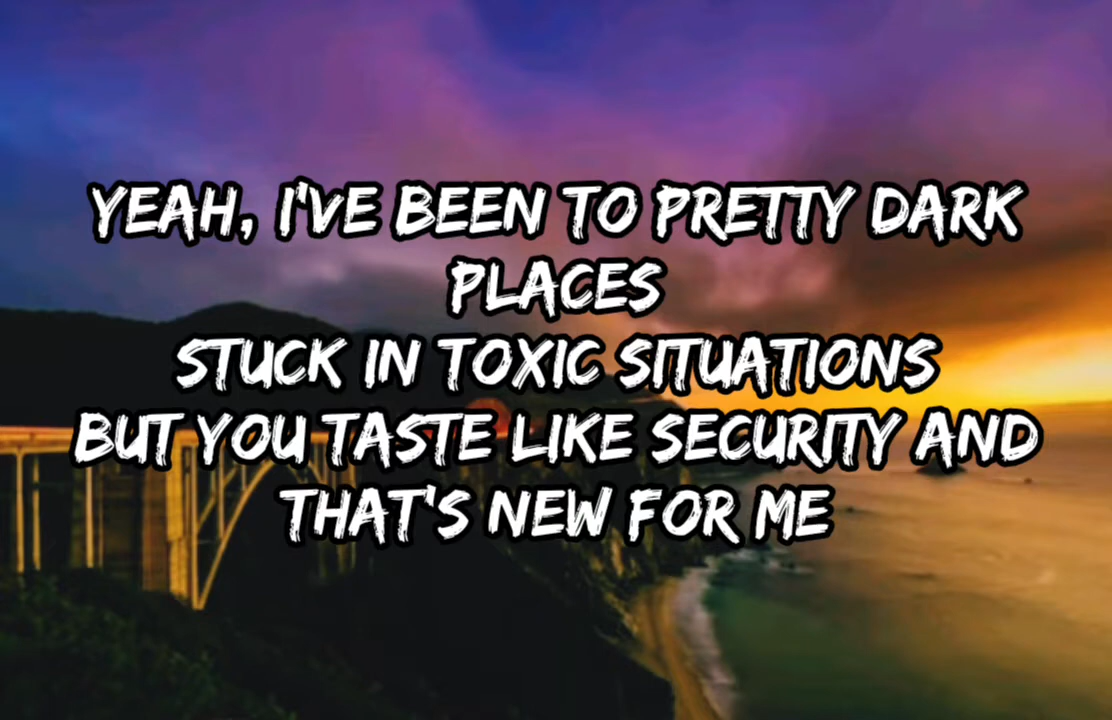 YEAH, I'VE BEEN TO PRETTY DARK
PLACES
STUCK IN TOXIC SITUATIONS
BUT YOU TASTE LIKE SECURITY AND
THAT'S NEW FOR ME